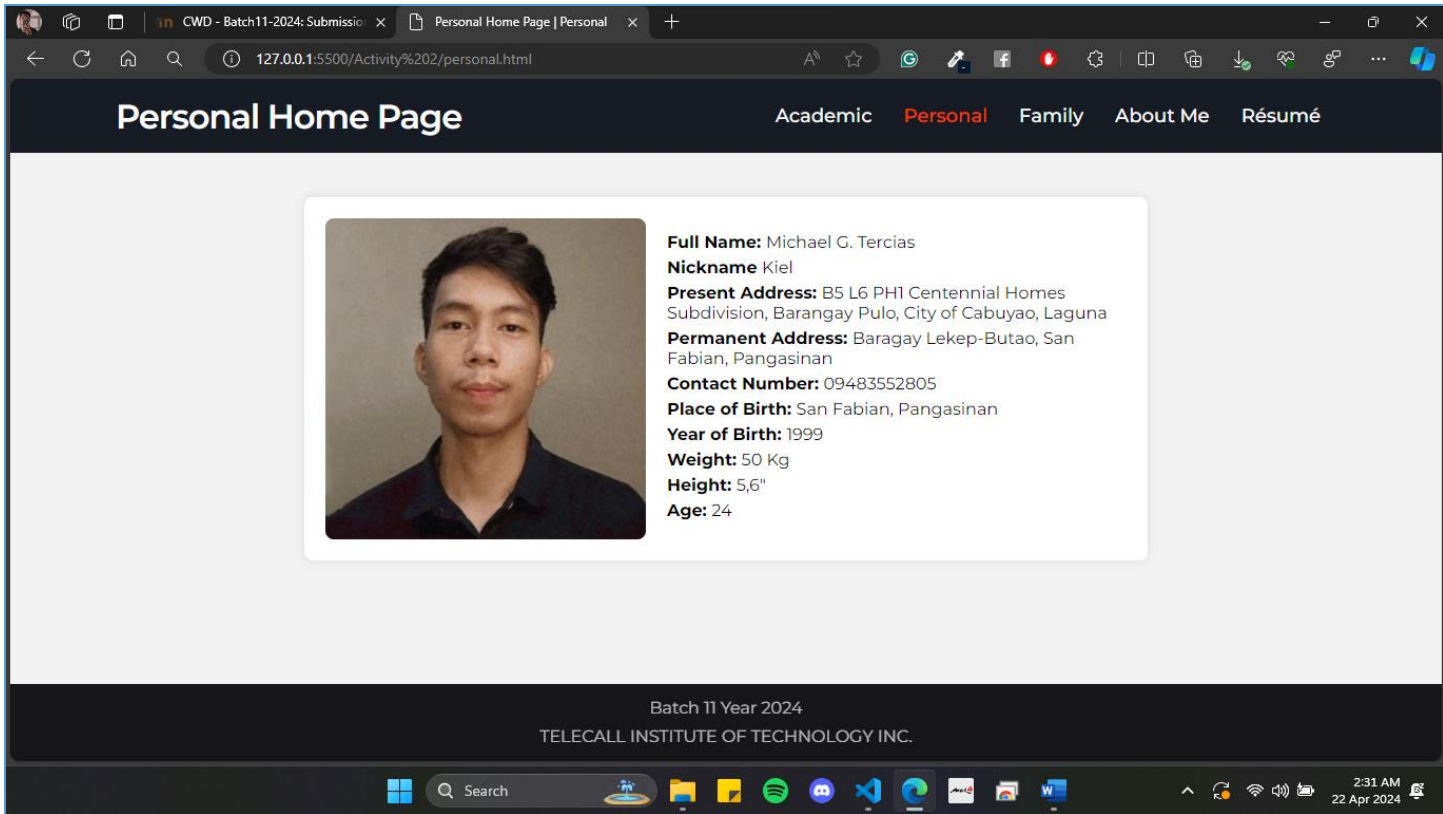 CWD - Batch11-2024: Submissio
Personal Home Page | Personal
127.0.0.1:5500/Activity%202/personal.html
Personal Home Page
Academic Personal Family About Me Résumé
Full Name: Michael G. Tercias
Nickname Kiel
Present Address: B5 L6 PH1 Centennial Homes
Subdivision, Barangay Pulo, City of Cabuyao, Laguna
Permanent Address: Baragay Lekep-Butao, San
Fabian, Pangasinan
Contact Number: 09483552805
Place of Birth: San Fabian, Pangasinan
Year of Birth: 1999
Weight: 50 Kg
Height: 5,6"
Age: 24
Batch 11 Year 2024
TELECALL INSTITUTE OF TECHNOLOGY INC.
Search
2:31 AM
22 Apr 2024